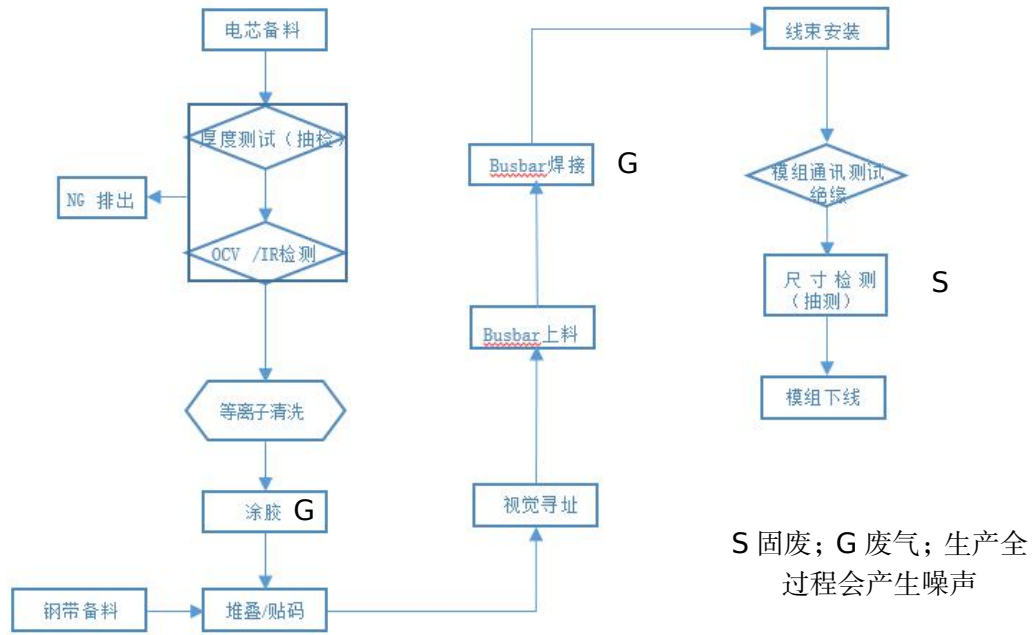 电芯备料
厚度测试（抽检）
NG 排出
OCV /IR检测
等离子清洗
涂胶 G
钢带备料
堆叠/贴码
视觉寻址
Busbar上料
Busbar焊接 G
线束安装
模组通讯测试
绝缘
尺寸检测
（抽测）
S
模组下线
S 固废；G 废气；生产全
过程会产生噪声